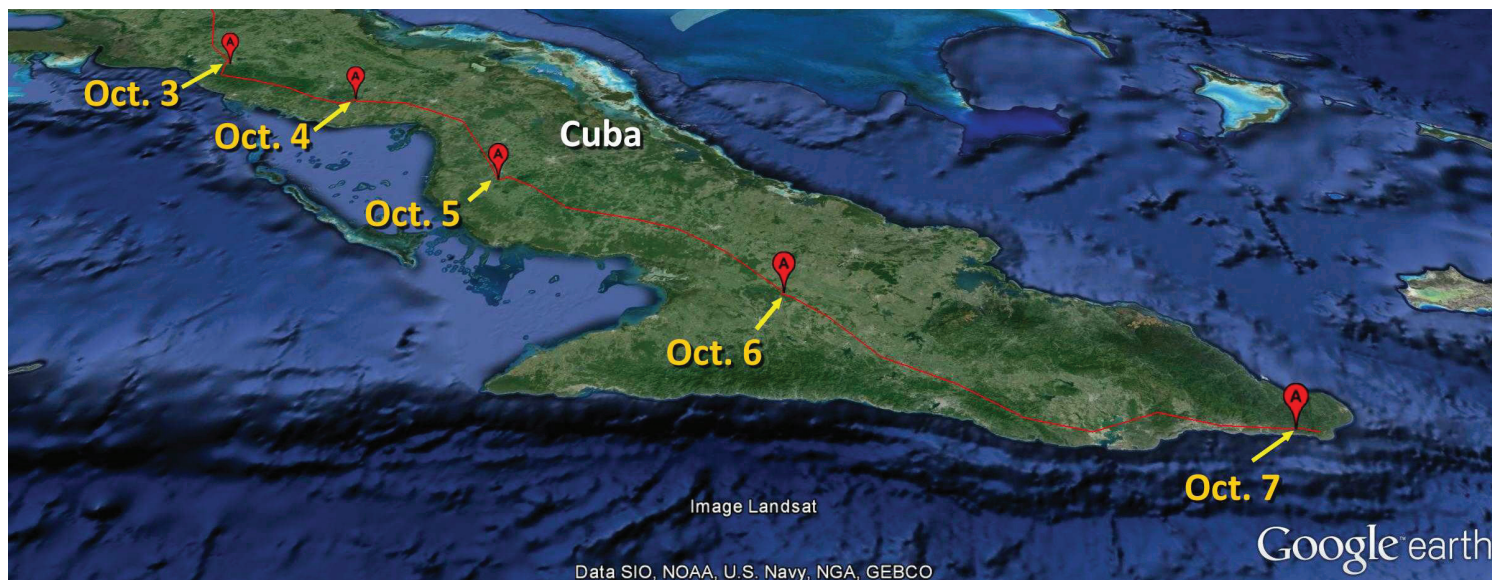 A
Oct. 3
A
Oct. 4
Cuba
A
Oct. 5
A
Oct. 6
A
Oct. 7
Image Landsat
Google earth
Data SIO, NOAA, U.S. Navy, NGA, GEBCO